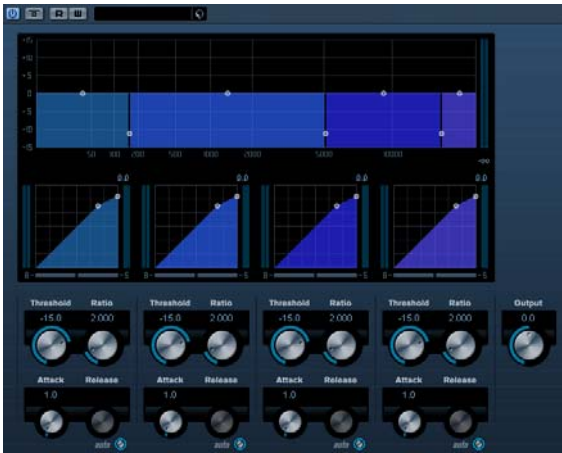 R W
+15
+10
+5
0
-5
-10
-15
50 100 200 500 1000 2000 5000 10000
-oo
0.0 0.0 0.0 0.0
Threshold Ratio Threshold Ratio Threshold Ratio Threshold Ratio Output
-15.0 2.000 -15.0 2.000 -15.0 2.000 -15.0 2.000 0.0
Attack Release Attack Release Attack Release Attack Release
1.0 1.0 1.0 1.0
auto auto auto auto